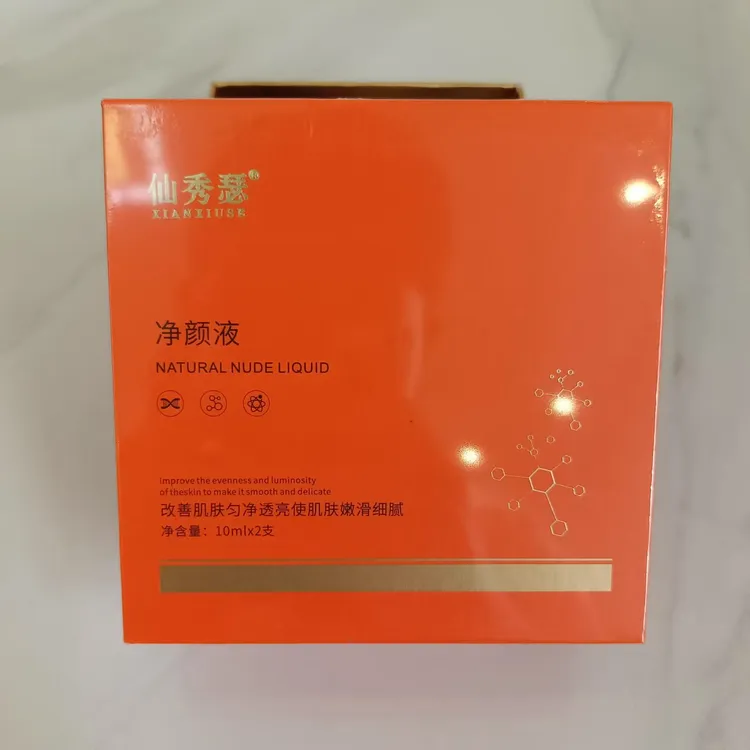 仙秀瑟®
XIANXIUSE
净颜液
NATURAL NUDE LIQUID
Improve the evenness and luminosity
of theskin to make it smooth and delicate
改善肌肤匀净透亮使肌肤嫩滑细腻
净含量：10mlx2支